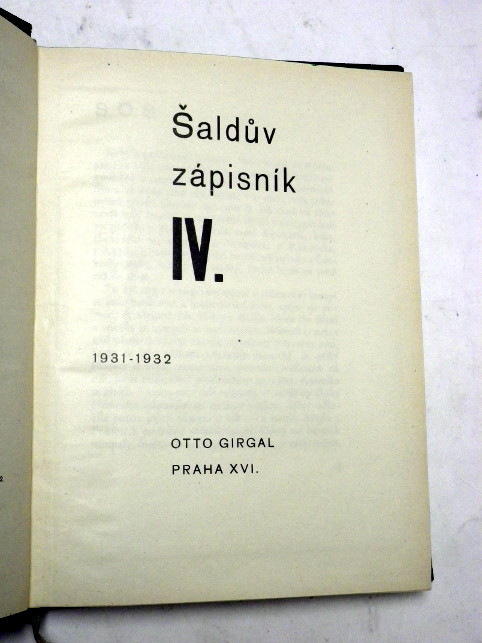 Šaldův
zápisník
IV.
1931-1932
OTTO GIRGAL
PRAHA XVI.